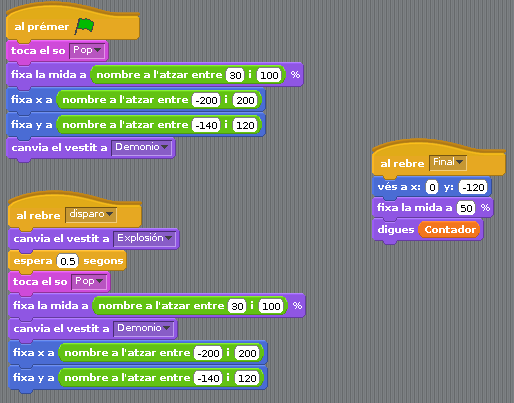 al prémer
toca el so Pop
fixa la mida a nombre a l'atzar entre 30 i 100 %
fixa x a nombre a l'atzar entre -200 i 200
fixa y a nombre a l'atzar entre -140 i 120
canvia el vestit a Demonio
al rebre disparo
canvia el vestit a Explosión
espera 0.5 segons
toca el so Pop
fixa la mida a nombre a l'atzar entre 30 i 100 %
canvia el vestit a Demonio
fixa x a nombre a l'atzar entre -200 i 200
fixa y a nombre a l'atzar entre -140 i 120
al rebre Final
vés a x: 0 y: -120
fixa la mida a 50 %
digues Contador